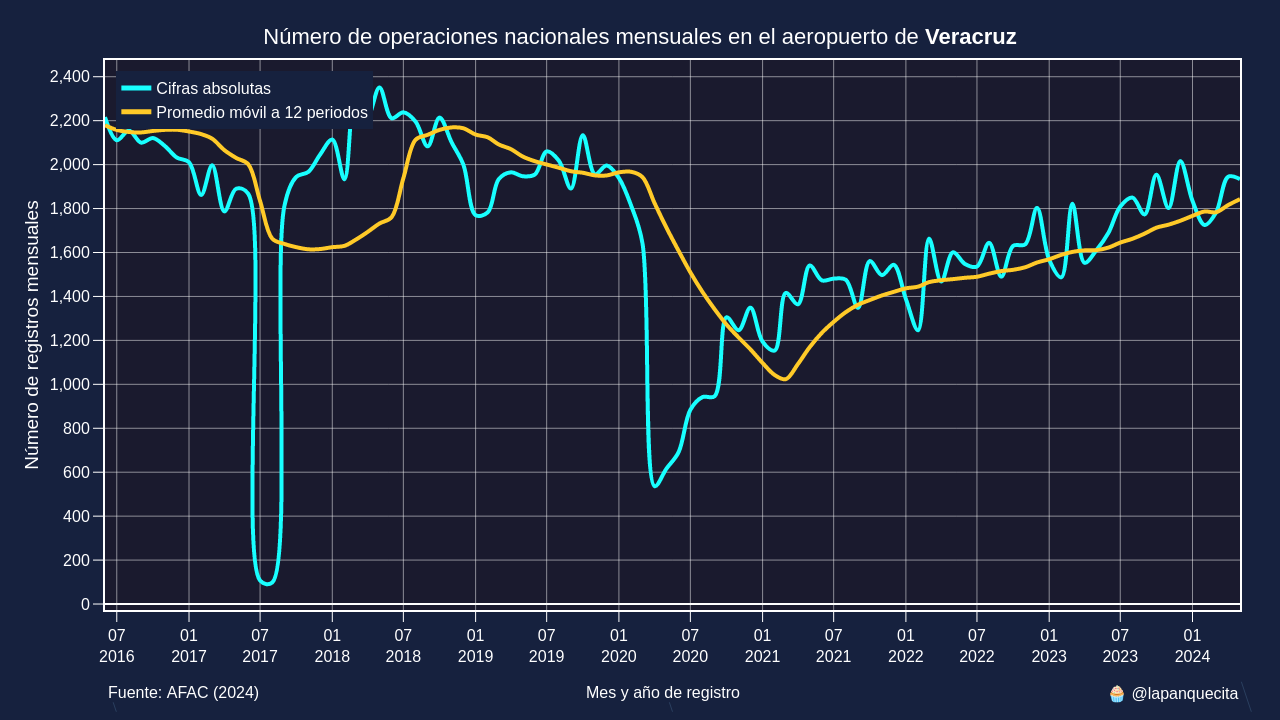 Número de operaciones nacionales mensuales en el aeropuerto de Veracruz
Cifras absolutas
Promedio móvil a 12 periodos
Número de registros mensuales
2,400
2,200
2,000
1,800
1,600
1,400
1,200
1,000
800
600
400
200
0
07 01 07 01 07 01 07 01 07 01 07 01 07 01 07 01
2016 2017 2017 2018 2018 2019 2019 2020 2020 2021 2021 2022 2022 2023 2023 2024
Fuente: AFAC (2024) Mes y año de registro 🧁 @lapanquecita